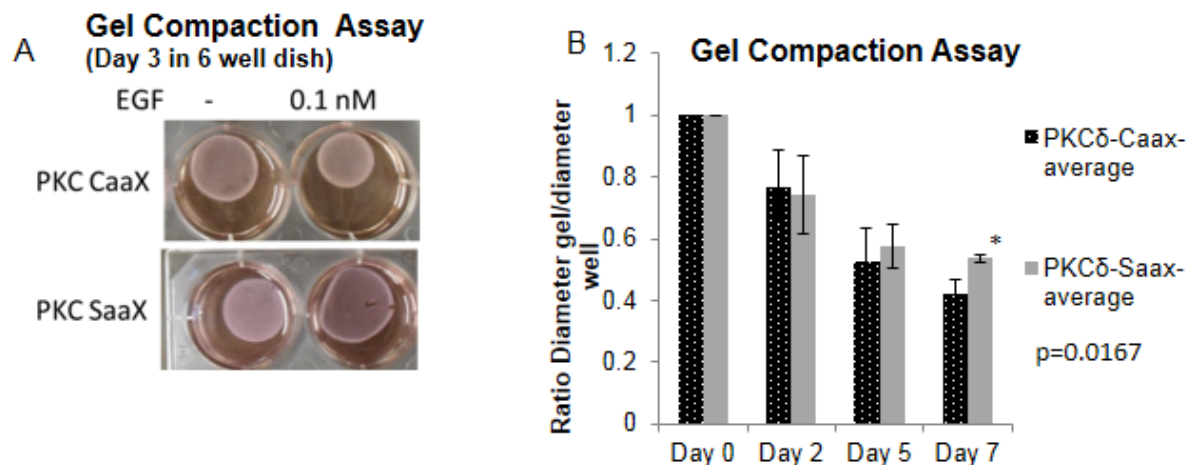 A
Gel Compaction Assay
(Day 3 in 6 well dish)
EGF - 0.1 nM
PKC CaaX
PKC SaaX
B
Gel Compaction Assay
Ratio Diameter gel/diameter
well
1.2
1
0.8
0.6
0.4
0.2
0
Day 0 Day 2 Day 5 Day 7
*
PKCδ-Caax-
average
PKCδ-Saax-
average
p=0.0167